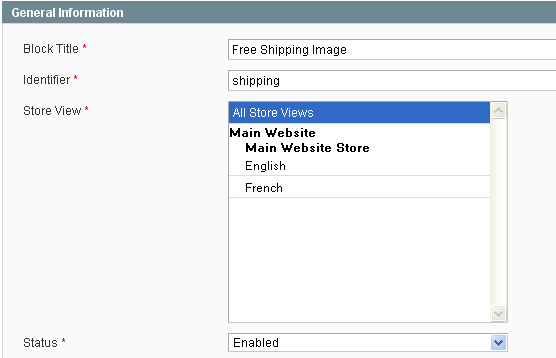 General Information
Block Title *
Free Shipping Image
Identifier *
shipping
Store View *
All Store Views
Main Website
Main Website Store
English
French
Status *
Enabled